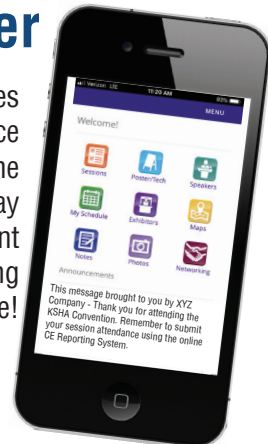 er
es
ce
ne
ay
nt
ng
e!
Verizon LTE 11:20 AM 93%
MENU
Welcome!
Sessions Poster/Tech Speakers
My Schedule Exhibitors Maps
Notes Photos Networking
Announcements
This message brought to you by XYZ
Company - Thank you for attending the
KSHA Convention. Remember to submit
your session attendance using the online
CE Reporting System.